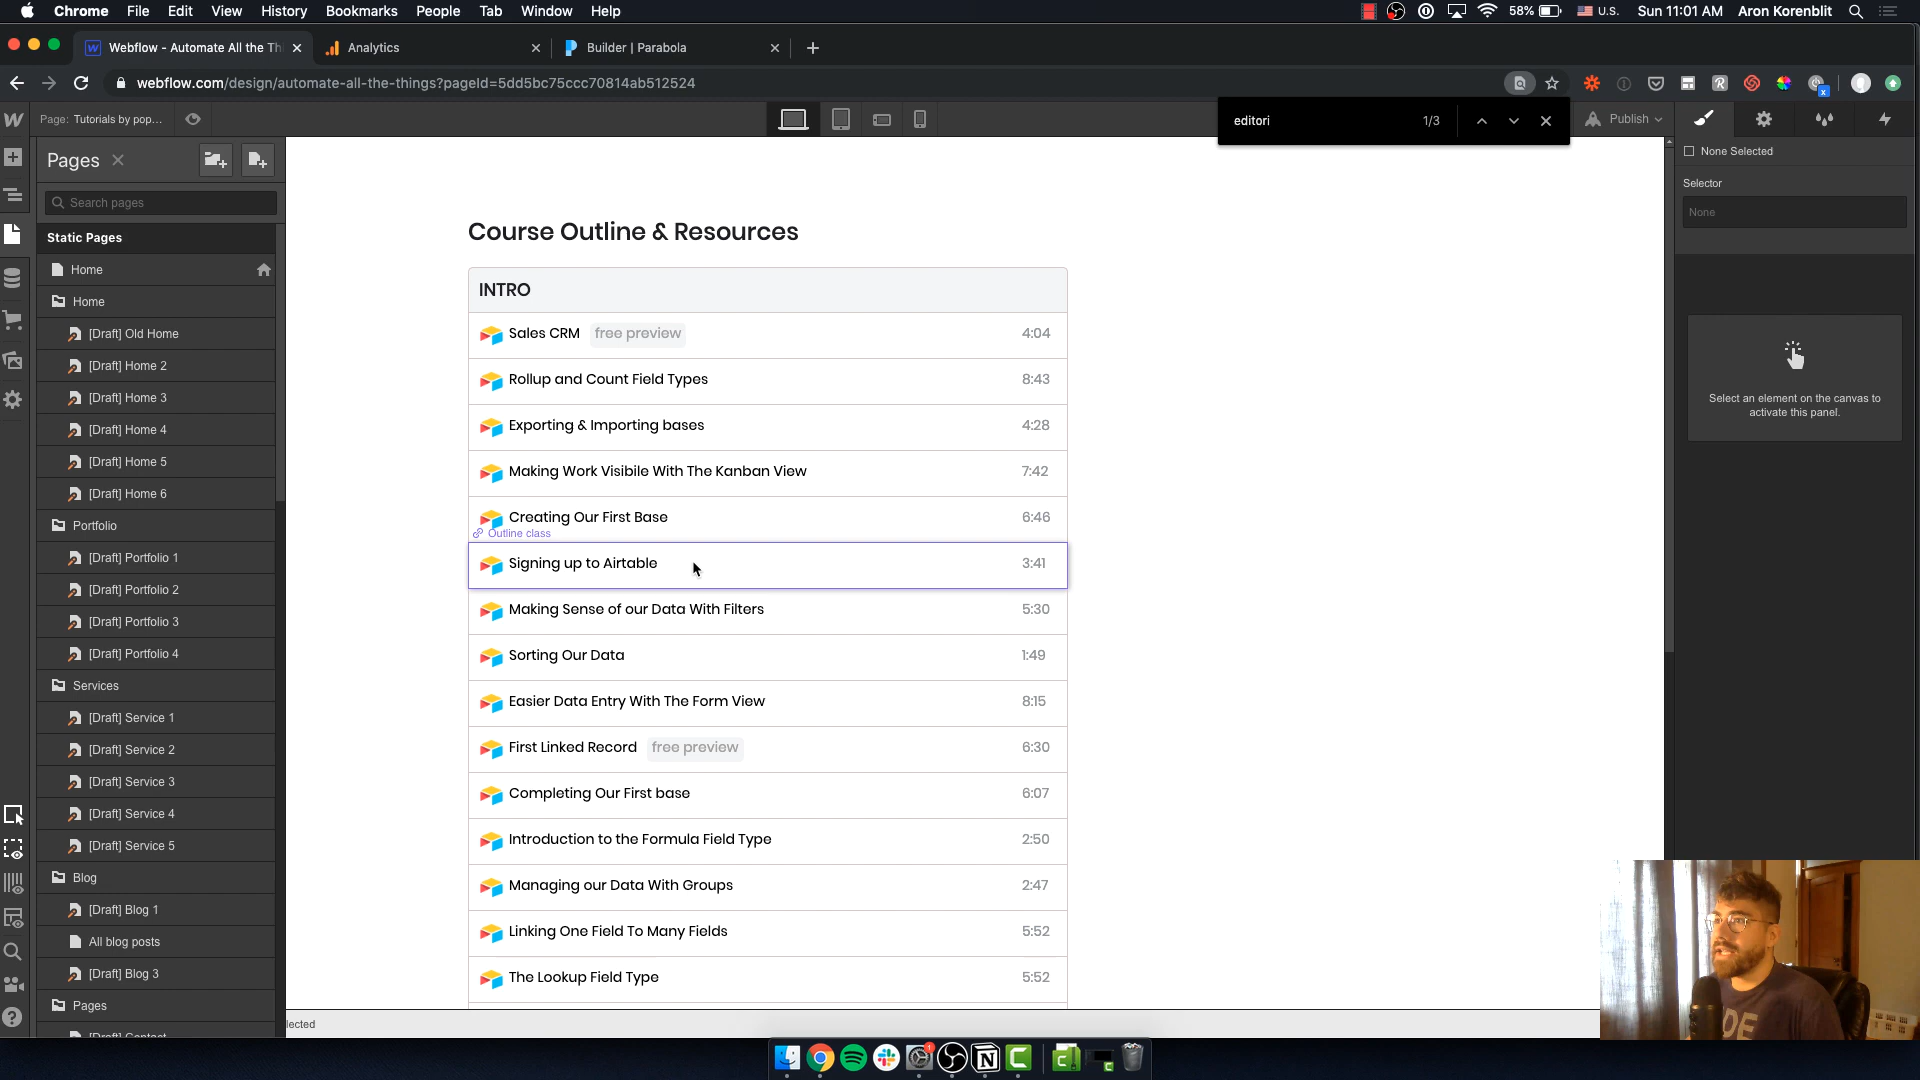 Chrome File Edit View History Bookmarks People Tab Window Help 58% U.S. Sun 11:01 AM Aron Korenblit
Webflow - Automate All the Thi Analytics Builder | Parabola
webflow.com/design/automate-all-the-things?pageId=5dd5bc75ccc70814ab512524
Page: Tutorials by pop... editori 1/3 Publish
Pages
None Selected
Search pages
Selector
None
Static Pages
Home
Home
[Draft] Old Home
[Draft] Home 2
[Draft] Home 3
[Draft] Home 4
[Draft] Home 5
[Draft] Home 6
Portfolio
[Draft] Portfolio 1
[Draft] Portfolio 2
[Draft] Portfolio 3
[Draft] Portfolio 4
Services
[Draft] Service 1
[Draft] Service 2
[Draft] Service 3
[Draft] Service 4
[Draft] Service 5
Blog
[Draft] Blog 1
All blog posts
[Draft] Blog 3
Pages
[Draft] Contact
Course Outline & Resources
INTRO
Sales CRM free preview 4:04
Rollup and Count Field Types 8:43
Exporting & Importing bases 4:28
Making Work Visibile With The Kanban View 7:42
Creating Our First Base 6:46
Outline class
Signing up to Airtable 3:41
Making Sense of our Data With Filters 5:30
Sorting Our Data 1:49
Easier Data Entry With The Form View 8:15
First Linked Record free preview 6:30
Completing Our First base 6:07
Introduction to the Formula Field Type 2:50
Managing our Data With Groups 2:47
Linking One Field To Many Fields 5:52
The Lookup Field Type 5:52
lected
Select an element on the canvas to
activate this panel.